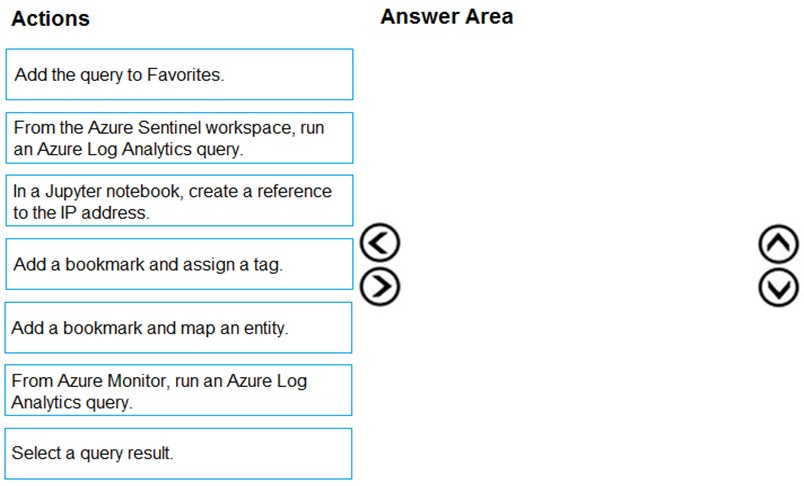 Actions
Answer Area
Add the query to Favorites.
From the Azure Sentinel workspace, run
an Azure Log Analytics query.
In a Jupyter notebook, create a reference
to the IP address.
Add a bookmark and assign a tag.
Add a bookmark and map an entity.
From Azure Monitor, run an Azure Log
Analytics query.
Select a query result.